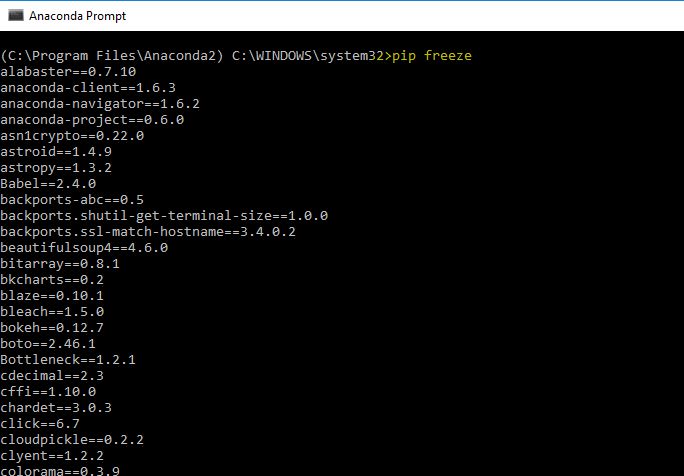 Anaconda Prompt
(C:\Program Files\Anaconda2) C:\WINDOWS\system32>pip freeze
alabaster==0.7.10
anaconda-client==1.6.3
anaconda-navigator==1.6.2
anaconda-project==0.6.0
asn1crypto==0.22.0
astroid==1.4.9
astropy==1.3.2
Babel==2.4.0
backports-abc==0.5
backports.shutil-get-terminal-size==1.0.0
backports.ssl-match-hostname==3.4.0.2
beautifulsoup4==4.6.0
bitarray==0.8.1
bkcharts==0.2
blaze==0.10.1
bleach==1.5.0
bokeh==0.12.7
boto==2.46.1
Bottleneck==1.2.1
cdecimal==2.3
cffi==1.10.0
chardet==3.0.3
click==6.7
cloudpickle==0.2.2
clyent==1.2.2
colorama==0.3.9